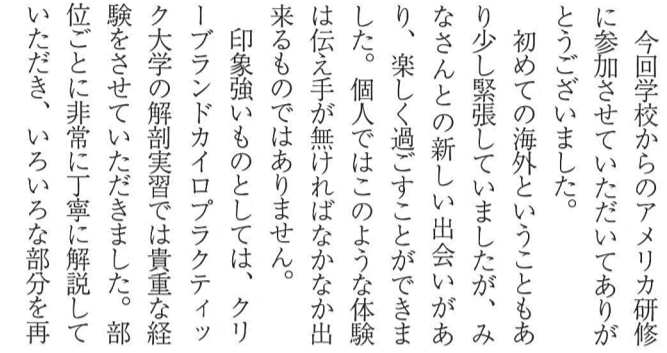 今回学校からのアメリカ研修
に参加させていただいてありが
とうございました。
初めての海外ということもあ
り少し緊張していましたが、み
なさんとの新しい出会いがあ
り、楽しく過ごすことができま
した。個人ではこのような体験
は伝え手が無ければなかなか出
来るものではありません。
印象強いものとしては、クリ
ーブランドカイロプラクティッ
ク大学の解剖実習では貴重な経
験をさせていただきました。部
位ごとに非常に丁寧に解説して
いただき、いろいろな部分を再